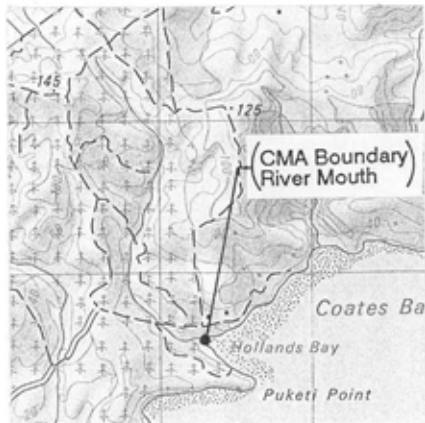 145
125
CMA Boundary
River Mouth
Coates Ba
Hollands Bay
Puketi Point